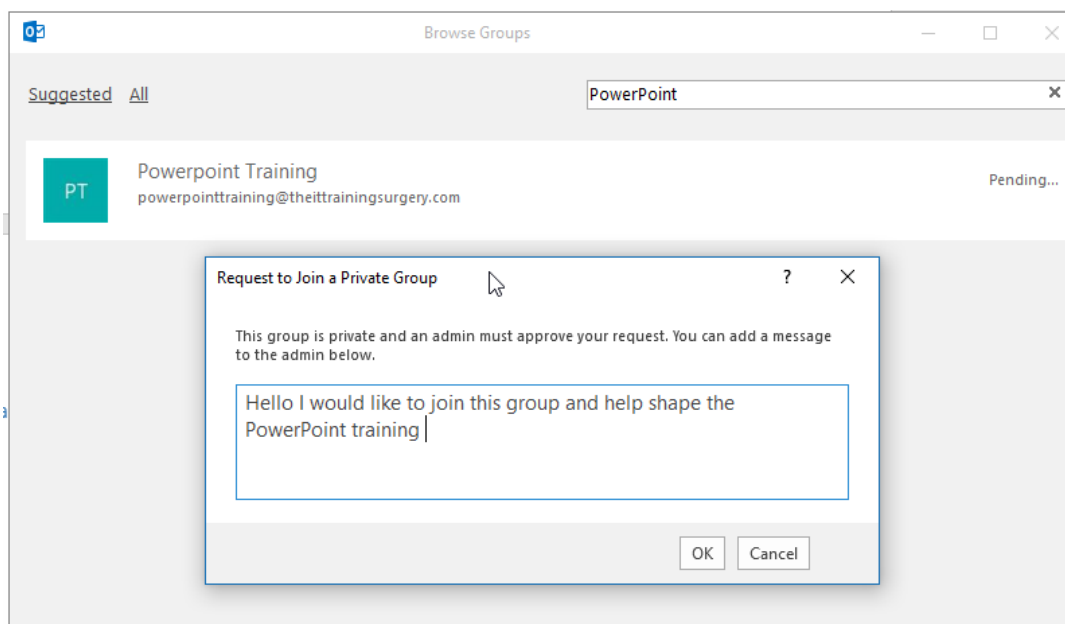 Browse Groups
Suggested All
PowerPoint
PT
Powerpoint Training
powerpointtraining@theittrainingsurgery.com
Pending...
Request to Join a Private Group
?
This group is private and an admin must approve your request. You can add a message
to the admin below.
Hello I would like to join this group and help shape the
PowerPoint training
OK Cancel